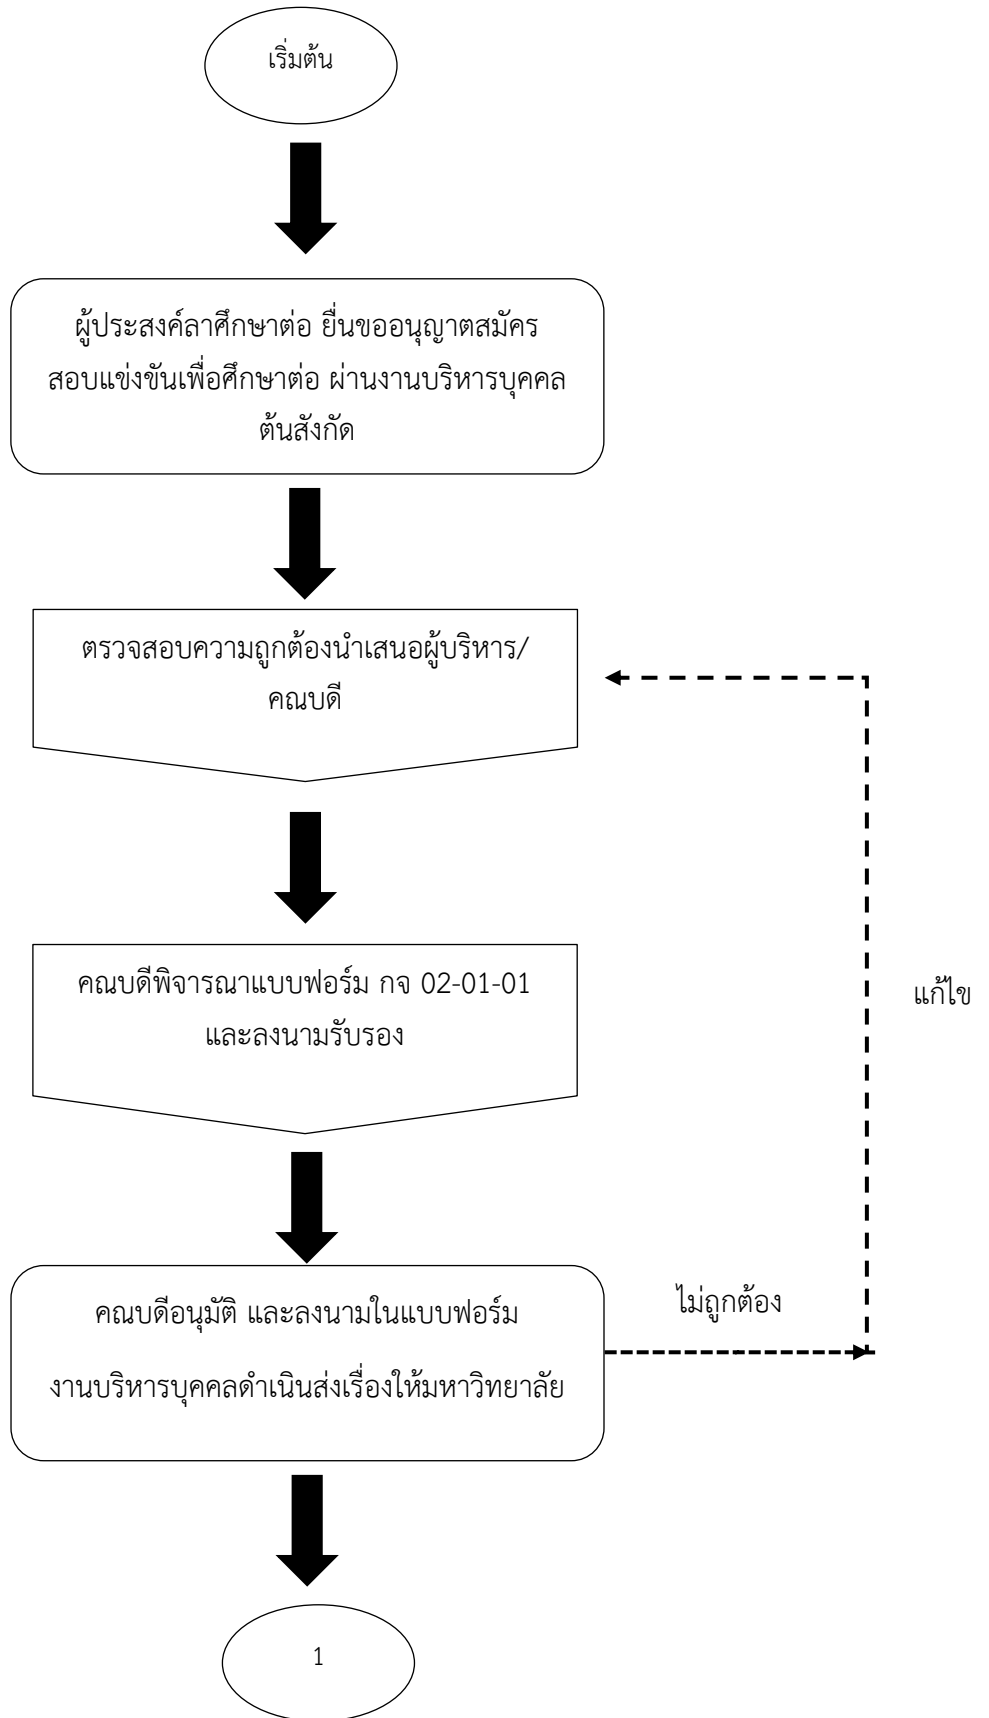 เริ่มต้น
ผู้ประสงค์ลาศึกษาต่อ ยื่นขออนุญาตสมัคร
สอบแข่งขันเพื่อศึกษาต่อ ผ่านงานบริหารบุคคล
ต้นสังกัด
ตรวจสอบความถูกต้องนำเสนอผู้บริหาร/
คณบดี
คณบดีพิจารณาแบบฟอร์ม กจ 02-01-01
และลงนามรับรอง
แก้ไข
ไม่ถูกต้อง
คณบดีอนุมัติ และลงนามในแบบฟอร์ม
งานบริหารบุคคลดำเนินส่งเรื่องให้มหาวิทยาลัย
1